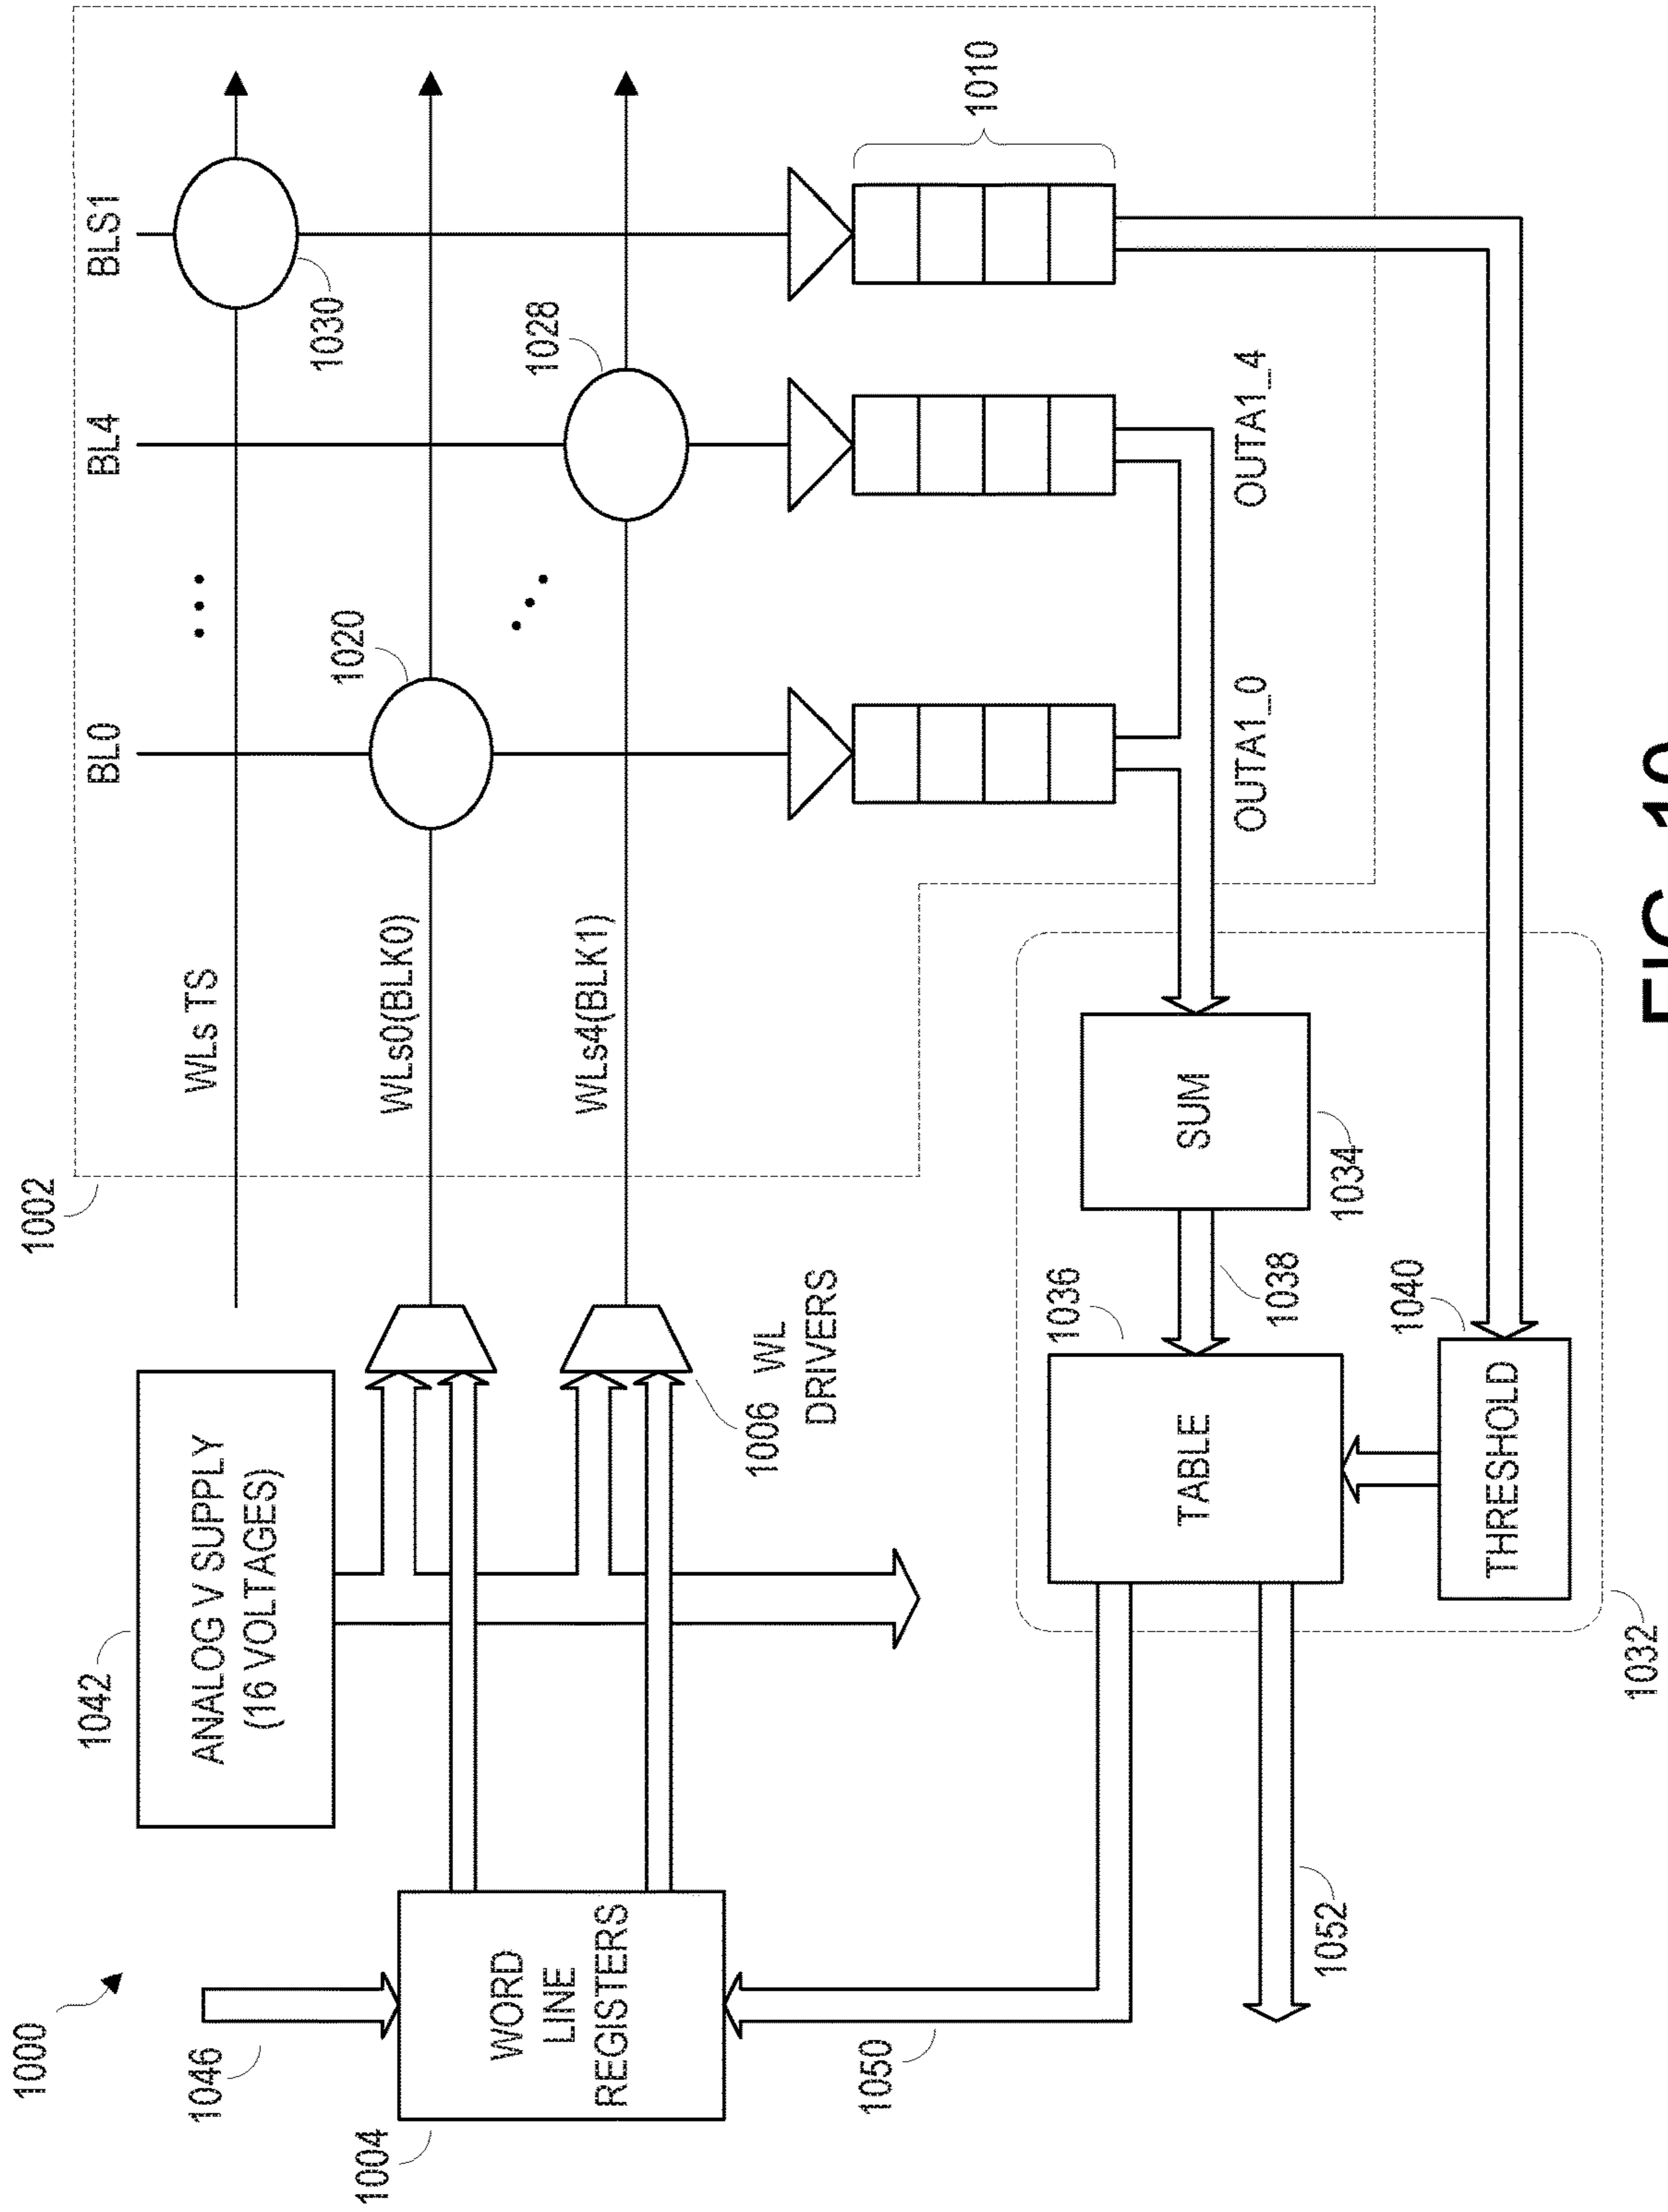 1000
1002
1042
ANALOG V SUPPLY
(16 VOLTAGES)
1046
1004
WORD
LINE
REGISTERS
1006 WL
DRIVERS
WLs TS
WLs0(BLK0)
WLs4(BLK1)
BL0
BL4
BLS1
1020
1028
1030
1010
OUTA1_0
OUTA1_4
SUM
1034
1038
TABLE
1036
THRESHOLD
1040
1032
1050
1052